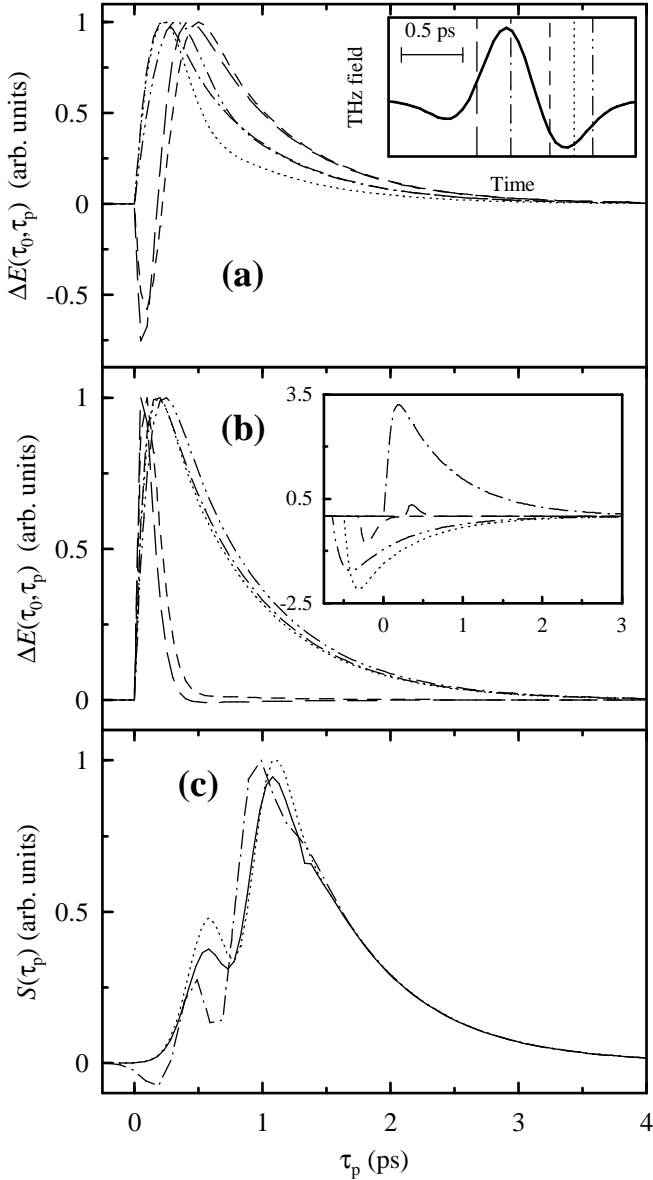 1
0.5
0
-0.5
ΔE(τ0,τp) (arb. units)
(a)
0.5 ps
THz field
Time
1
0.5
0
ΔE(τ0,τp) (arb. units)
(b)
3.5
0.5
-2.5
0 1 2 3
1
0.5
0
S(τp) (arb. units)
(c)
0 1 2 3 4
τp (ps)